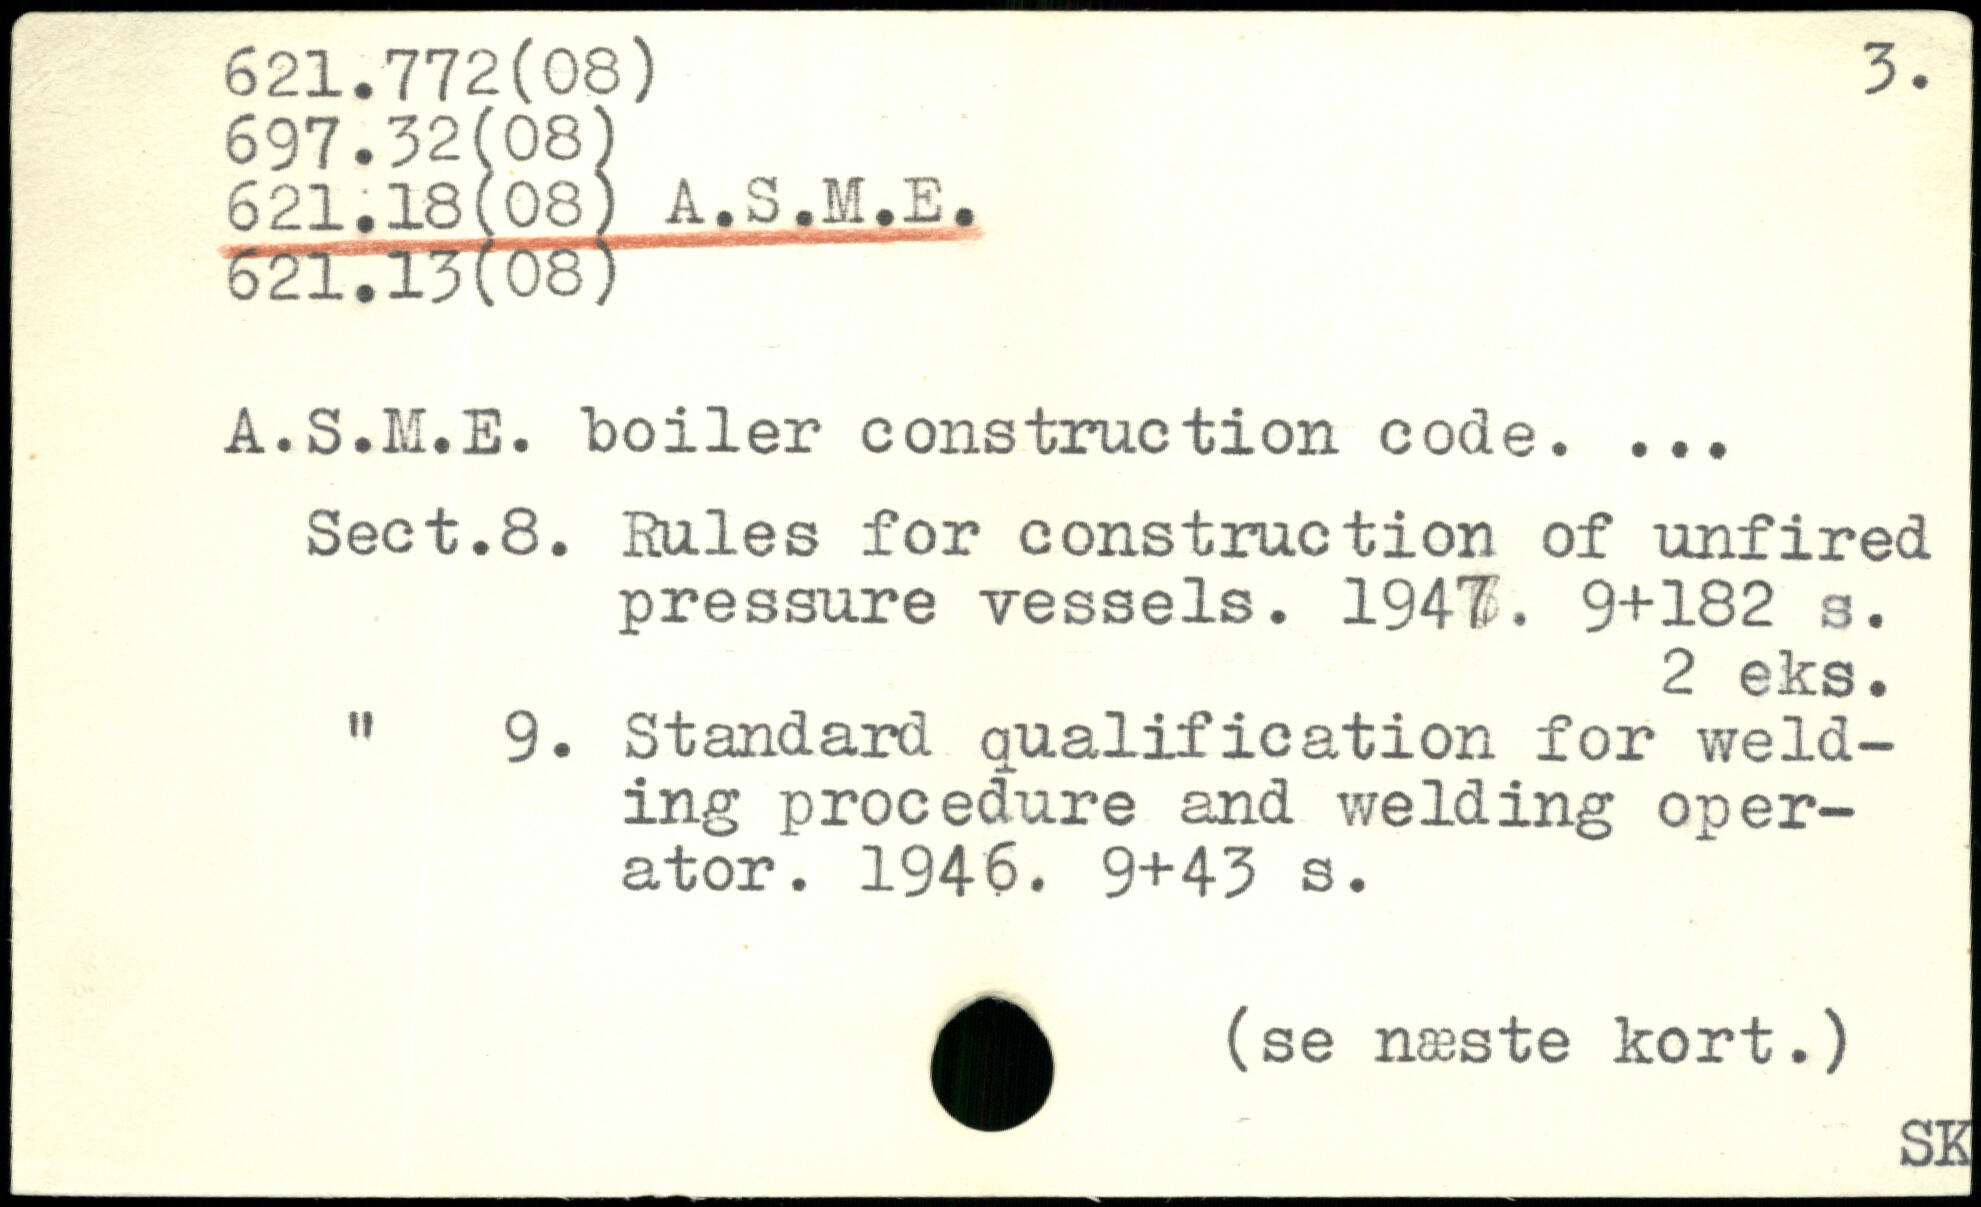 621.772(08)
3.
697.32(08)
621.18(08) A.S.M.E.
621.13(08)
A.S.M.E. boiler construction code. ...
Sect.8. Rules for construction of unfired
pressure vessels. 1947. 9+182 s.
2 eks.
" 9. Standard qualification for weld-
ing procedure and welding oper-
ator. 1946. 9+43 s.
(se næste kort.)
SK